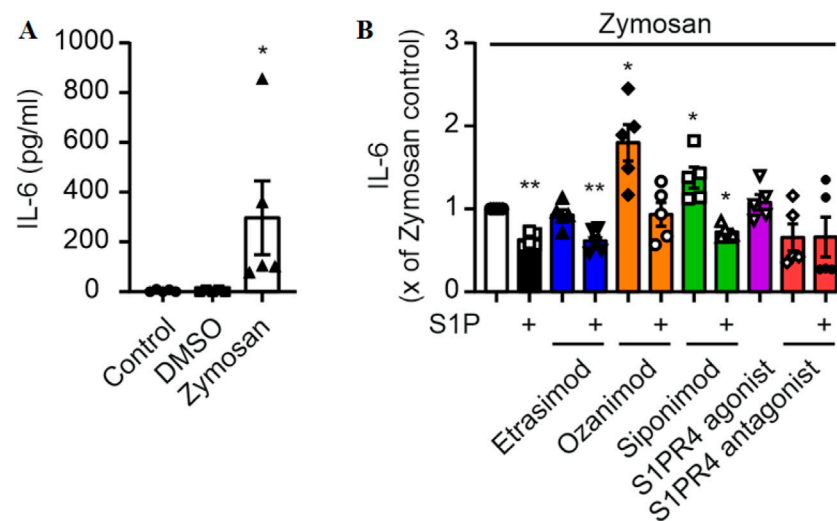 A
IL-6 (pg/ml)
1000
800
600
400
200
0
*
Control
DMSO
Zymosan
B
Zymosan
IL-6
(x of Zymosan control)
3
2
1
0
** ** * * *
S1P + + + + +
Etrasimod
Ozanimod
Siponimod
S1PR4 agonist
S1PR4 antagonist